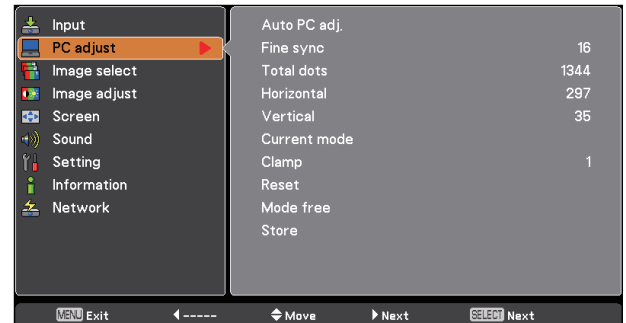 Input
PC adjust
Image select
Image adjust
Screen
Sound
Setting
Information
Network
Auto PC adj.
Fine sync 16
Total dots 1344
Horizontal 297
Vertical 35
Current mode
Clamp 1
Reset
Mode free
Store
MENU Exit ----- Move Next SELECT Next